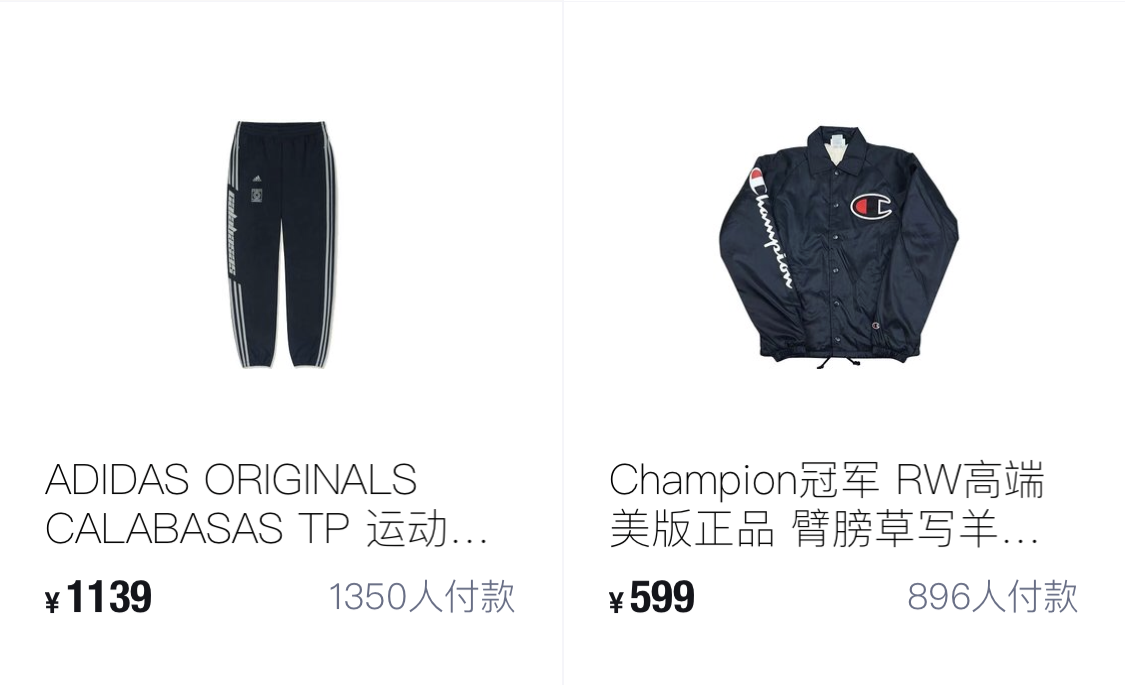 calabasas
Champion
ADIDAS ORIGINALS
CALABASAS TP 运动...
¥1139
1350人付款
Champion冠军 RW高端
美版正品 臂膀草写羊...
¥599
896人付款